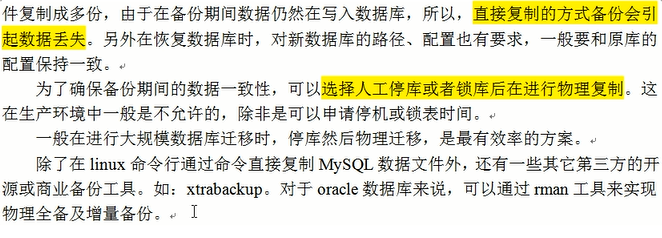 件复制成多份，由于在备份期间数据仍然在写入数据库，所以，直接复制的方式备份会引
起数据丢失。另外在恢复数据库时，对新数据库的路径、配置也有要求，一般要和原库的
配置保持一致。
为了确保备份期间的数据一致性，可以选择人工停库或者锁库后在进行物理复制。这
在生产环境中一般是不允许的，除非是可以申请停机或锁表时间。
一般在进行大规模数据库迁移时，停库然后物理迁移，是最有效率的方案。
除了在 linux 命令行通过命令直接复制 MySQL 数据文件外，还有一些其它第三方的开
源或商业备份工具。如：xtrabackup。对于 oracle 数据库来说，可以通过 rman 工具来实现
物理全备及增量备份。